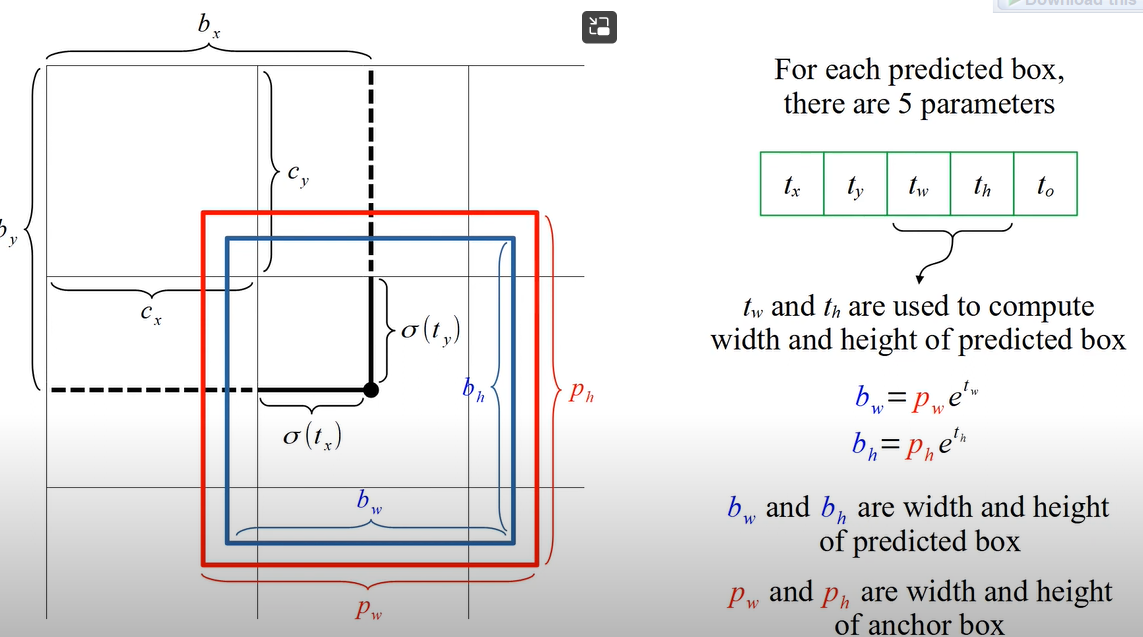 Download this
For each predicted box,
there are 5 parameters
t_x t_y t_w t_h t_o
t_w and t_h are used to compute
width and height of predicted box
b_w = p_w e^{t_w}
b_h = p_h e^{t_h}
b_w and b_h are width and height
of predicted box
p_w and p_h are width and height
of anchor box
b_x
c_y
b_y
c_x
σ(t_y)
b_h
p_h
σ(t_x)
b_w
p_w